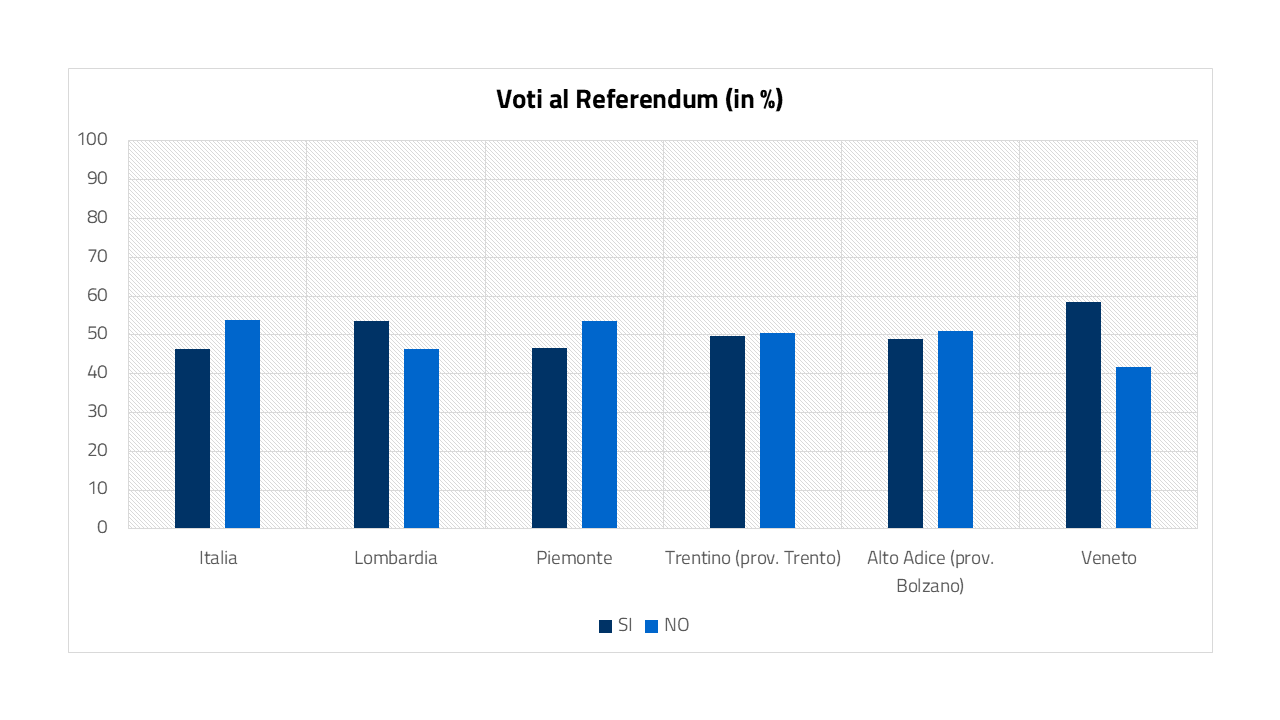 Voti al Referendum (in %)
100
90
80
70
60
50
40
30
20
10
0
Italia
Lombardia
Piemonte
Trentino (prov. Trento)
Alto Adice (prov.
Bolzano)
Veneto
SI
NO